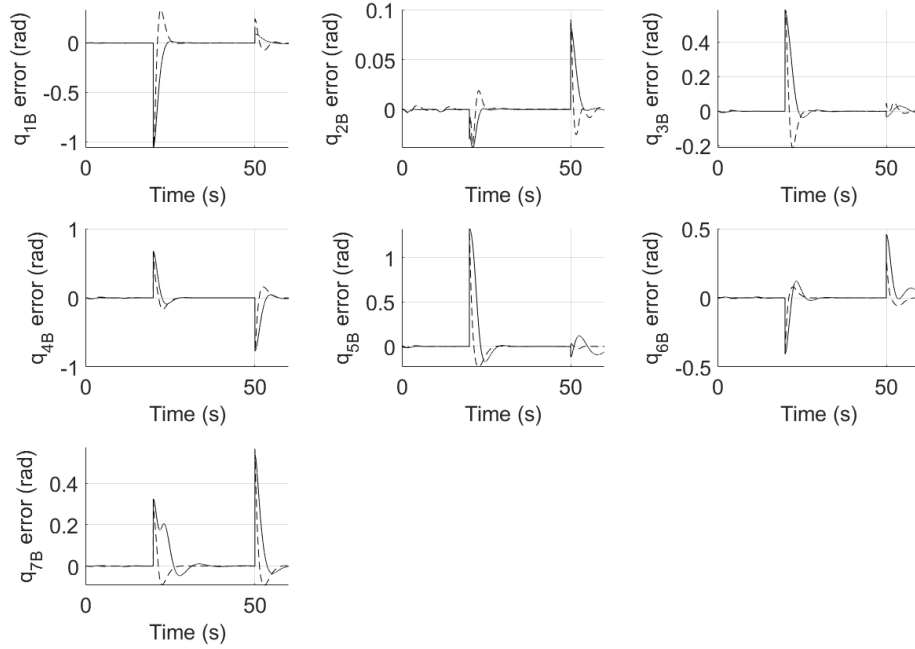 q1B error (rad)
0
-0.5
-1
0
50
Time (s)
q2B error (rad)
0.1
0.05
0
0
50
Time (s)
q3B error (rad)
0.4
0.2
0
-0.2
0
50
Time (s)
q4B error (rad)
1
0
-1
0
50
Time (s)
q5B error (rad)
1
0.5
0
0
50
Time (s)
q6B error (rad)
0.5
0
-0.5
0
50
Time (s)
q7B error (rad)
0.4
0.2
0
0
50
Time (s)